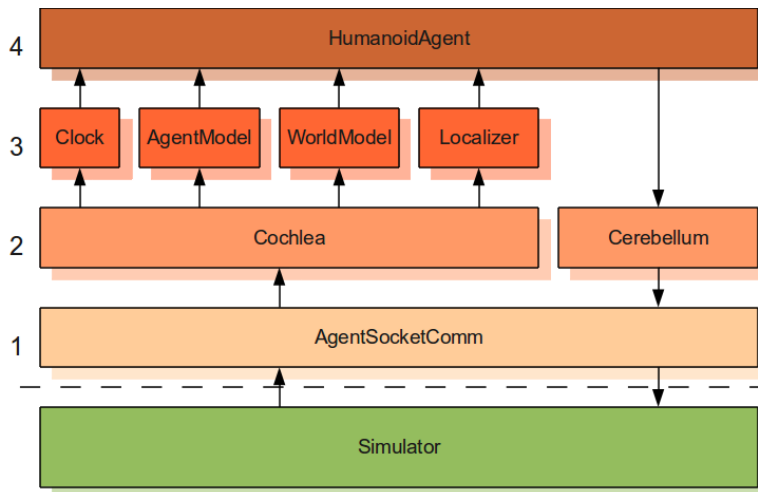 4
HumanoidAgent
3
Clock
AgentModel
WorldModel
Localizer
2
Cochlea
Cerebellum
1
AgentSocketComm
Simulator